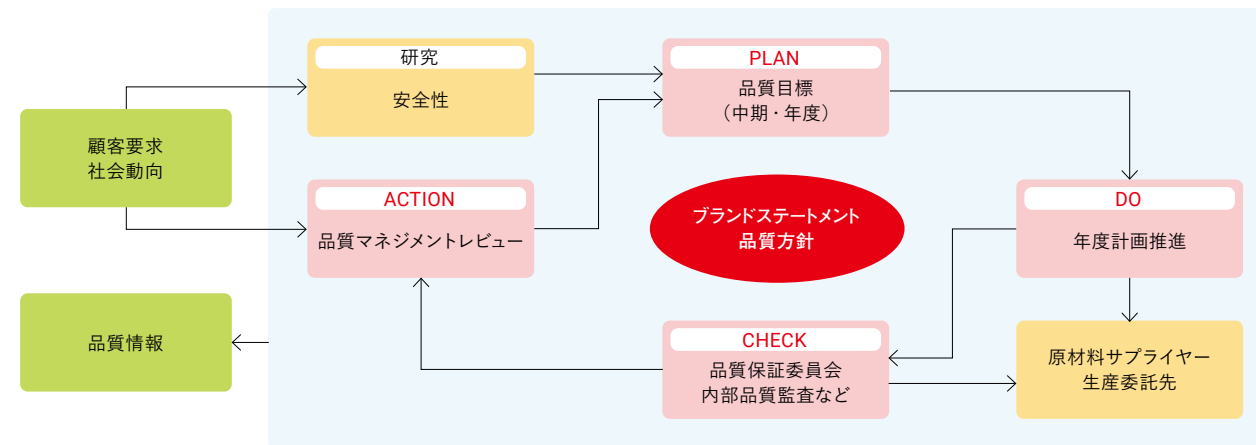 研究
安全性
PLAN
品質目標
（中期・年度）
顧客要求
社会動向
ACTION
品質マネジメントレビュー
ブランドステートメント
品質方針
DO
年度計画推進
品質情報
CHECK
品質保証委員会
内部品質監査など
原材料サプライヤー
生産委託先